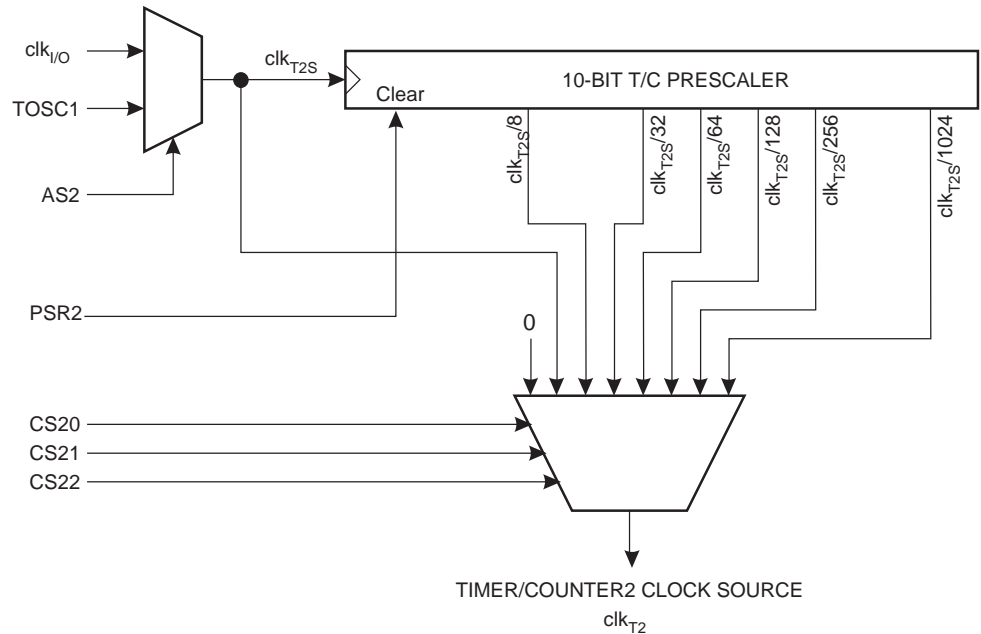 clkI/O
TOSC1
AS2
PSR2
clkT2S
10-BIT T/C PRESCALER
Clear
clkT2S/8
clkT2S/32
clkT2S/64
clkT2S/128
clkT2S/256
clkT2S/1024
0
CS20
CS21
CS22
TIMER/COUNTER2 CLOCK SOURCE
clkT2